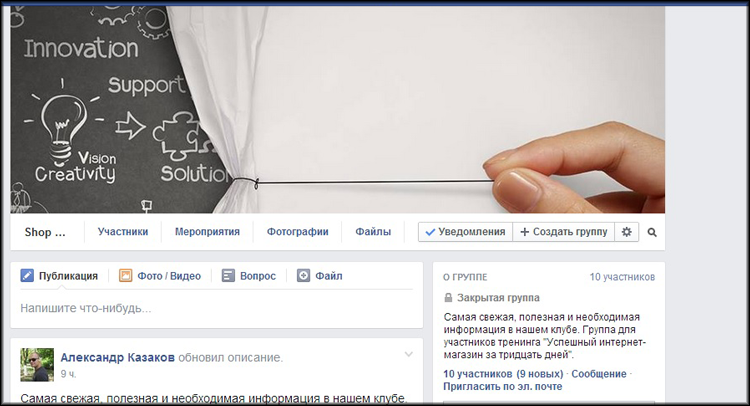 Innovation
Support
Vision
Creativity
Solution
Shop ...
Участники
Мероприятия
Фотографии
Файлы
Уведомления
Создать группу
Публикация
Фото / Видео
Вопрос
Файл
Напишите что-нибудь...
Александр Казаков обновил описание.
9 ч.
Самая свежая, полезная и необходимая информация в нашем клубе.
О ГРУППЕ
10 участников
Закрытая группа
Самая свежая, полезная и необходимая
информация в нашем клубе. Группа для
участников тренинга "Успешный интернет-
магазин за тридцать дней".
10 участников (9 новых) · Сообщение ·
Пригласить по эл. почте